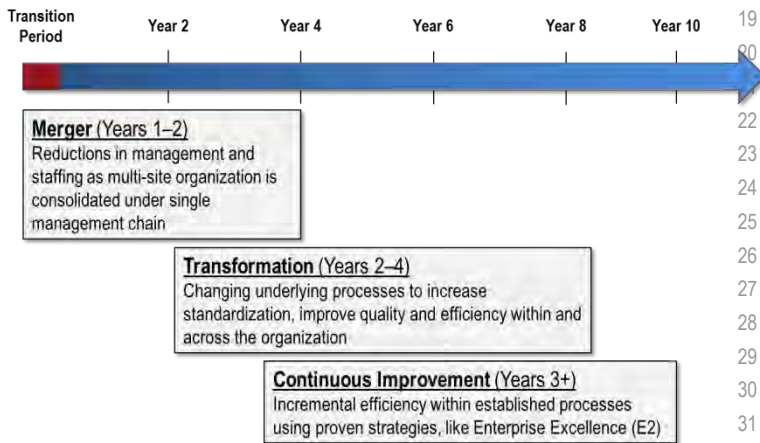 Transition
Period
Year 2
Year 4
Year 6
Year 8
Year 10
19
20
Merger (Years 1–2)
Reductions in management and
staffing as multi-site organization is
consolidated under single
management chain
22
23
24
25
Transformation (Years 2–4)
Changing underlying processes to increase
standardization, improve quality and efficiency within and
across the organization
26
27
28
Continuous Improvement (Years 3+)
Incremental efficiency within established processes
using proven strategies, like Enterprise Excellence (E2)
29
30
31